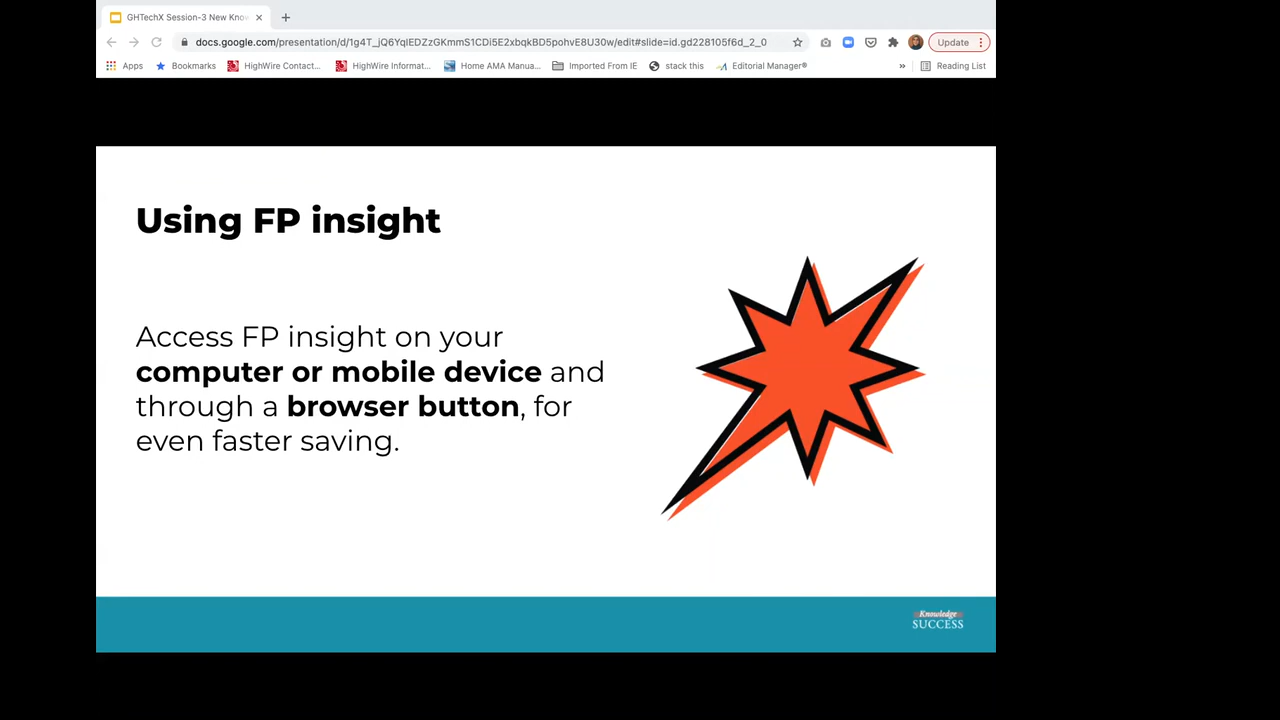 GHTechX Session-3 New Know
docs.google.com/presentation/d/1g4T_jQ6YqIEDZzGKmmS1CDi5E2xbqkBD5pohvE8U30w/edit#slide=id.gd228105f6d_2_0
Update
Apps Bookmarks HighWire Contact... HighWire Informat... Home AMA Manua... Imported From IE stack this Editorial Manager® » Reading List
Using FP insight
Access FP insight on your
computer or mobile device and
through a browser button, for
even faster saving.
Knowledge
SUCCESS